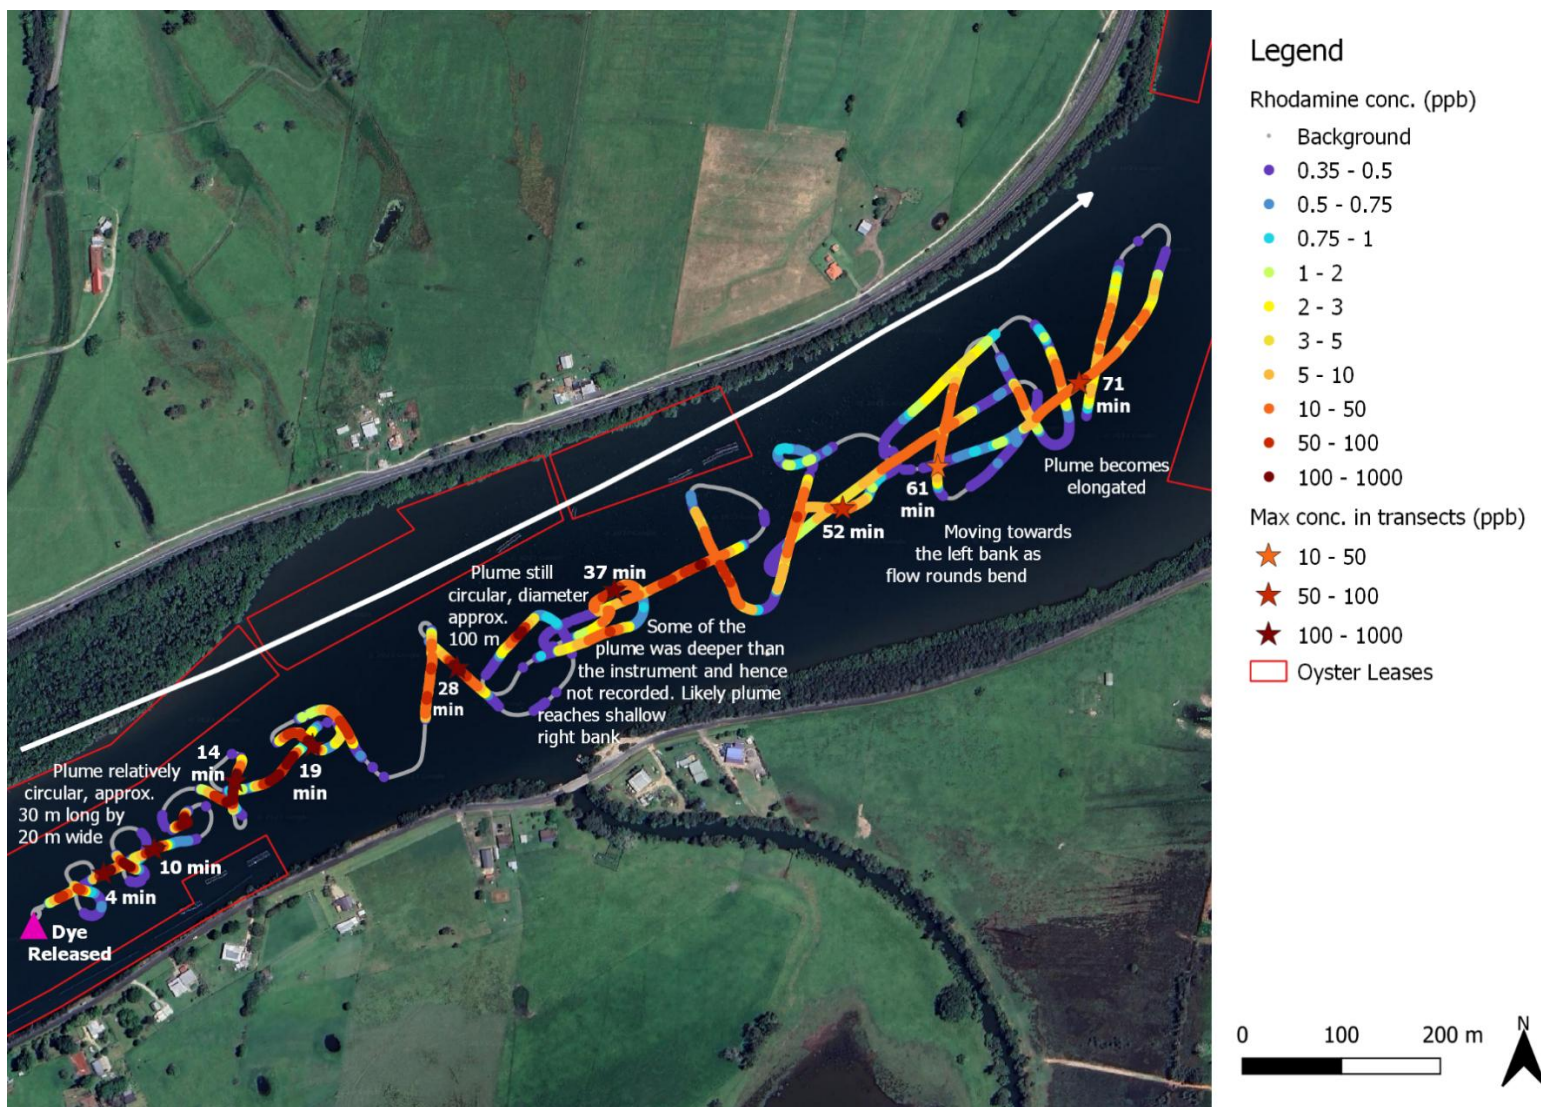 71
min
Plume becomes
elongated
61
min
52 min
Moving towards
the left bank as
flow rounds bend
37 min
Plume still
circular, diameter
approx.
100 m
Some of the
plume was deeper than
the instrument and hence
not recorded. Likely plume
reaches shallow
right bank
28
min
14
min
19
min
Plume relatively
circular, approx.
30 m long by
20 m wide
10 min
4 min
Dye
Released
Legend
Rhodamine conc. (ppb)
Background
0.35 - 0.5
0.5 - 0.75
0.75 - 1
1 - 2
2 - 3
3 - 5
5 - 10
10 - 50
50 - 100
100 - 1000
Max conc. in transects (ppb)
10 - 50
50 - 100
100 - 1000
Oyster Leases
0 100 200 m
N